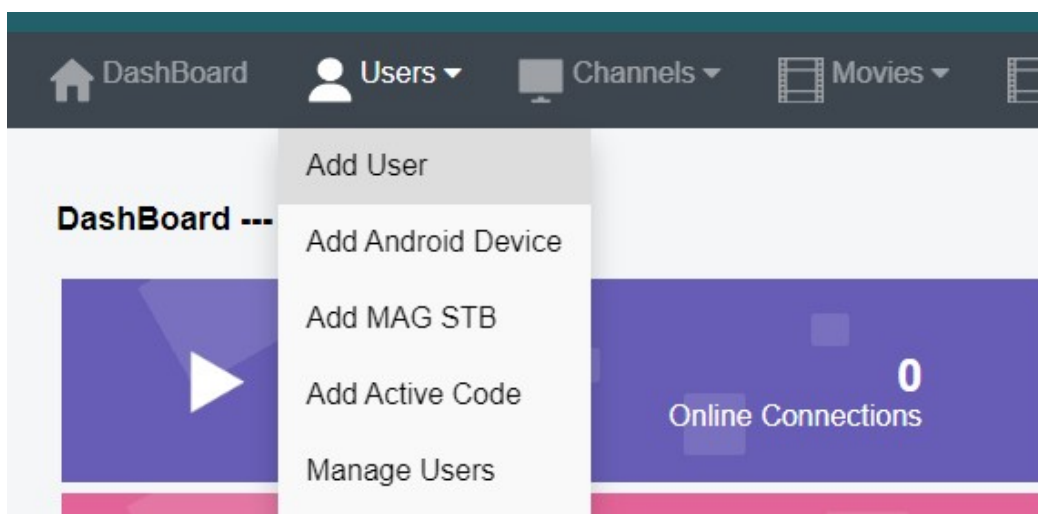 DashBoard Users Channels Movies
Add User
DashBoard ---
Add Android Device
Add MAG STB
Add Active Code
0
Online Connections
Manage Users